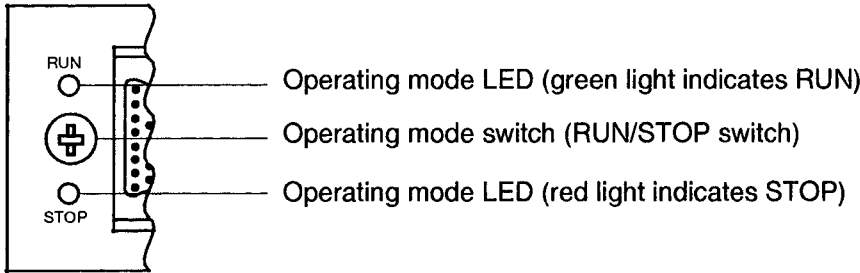 RUN
Operating mode LED (green light indicates RUN)
Operating mode switch (RUN/STOP switch)
Operating mode LED (red light indicates STOP)
STOP